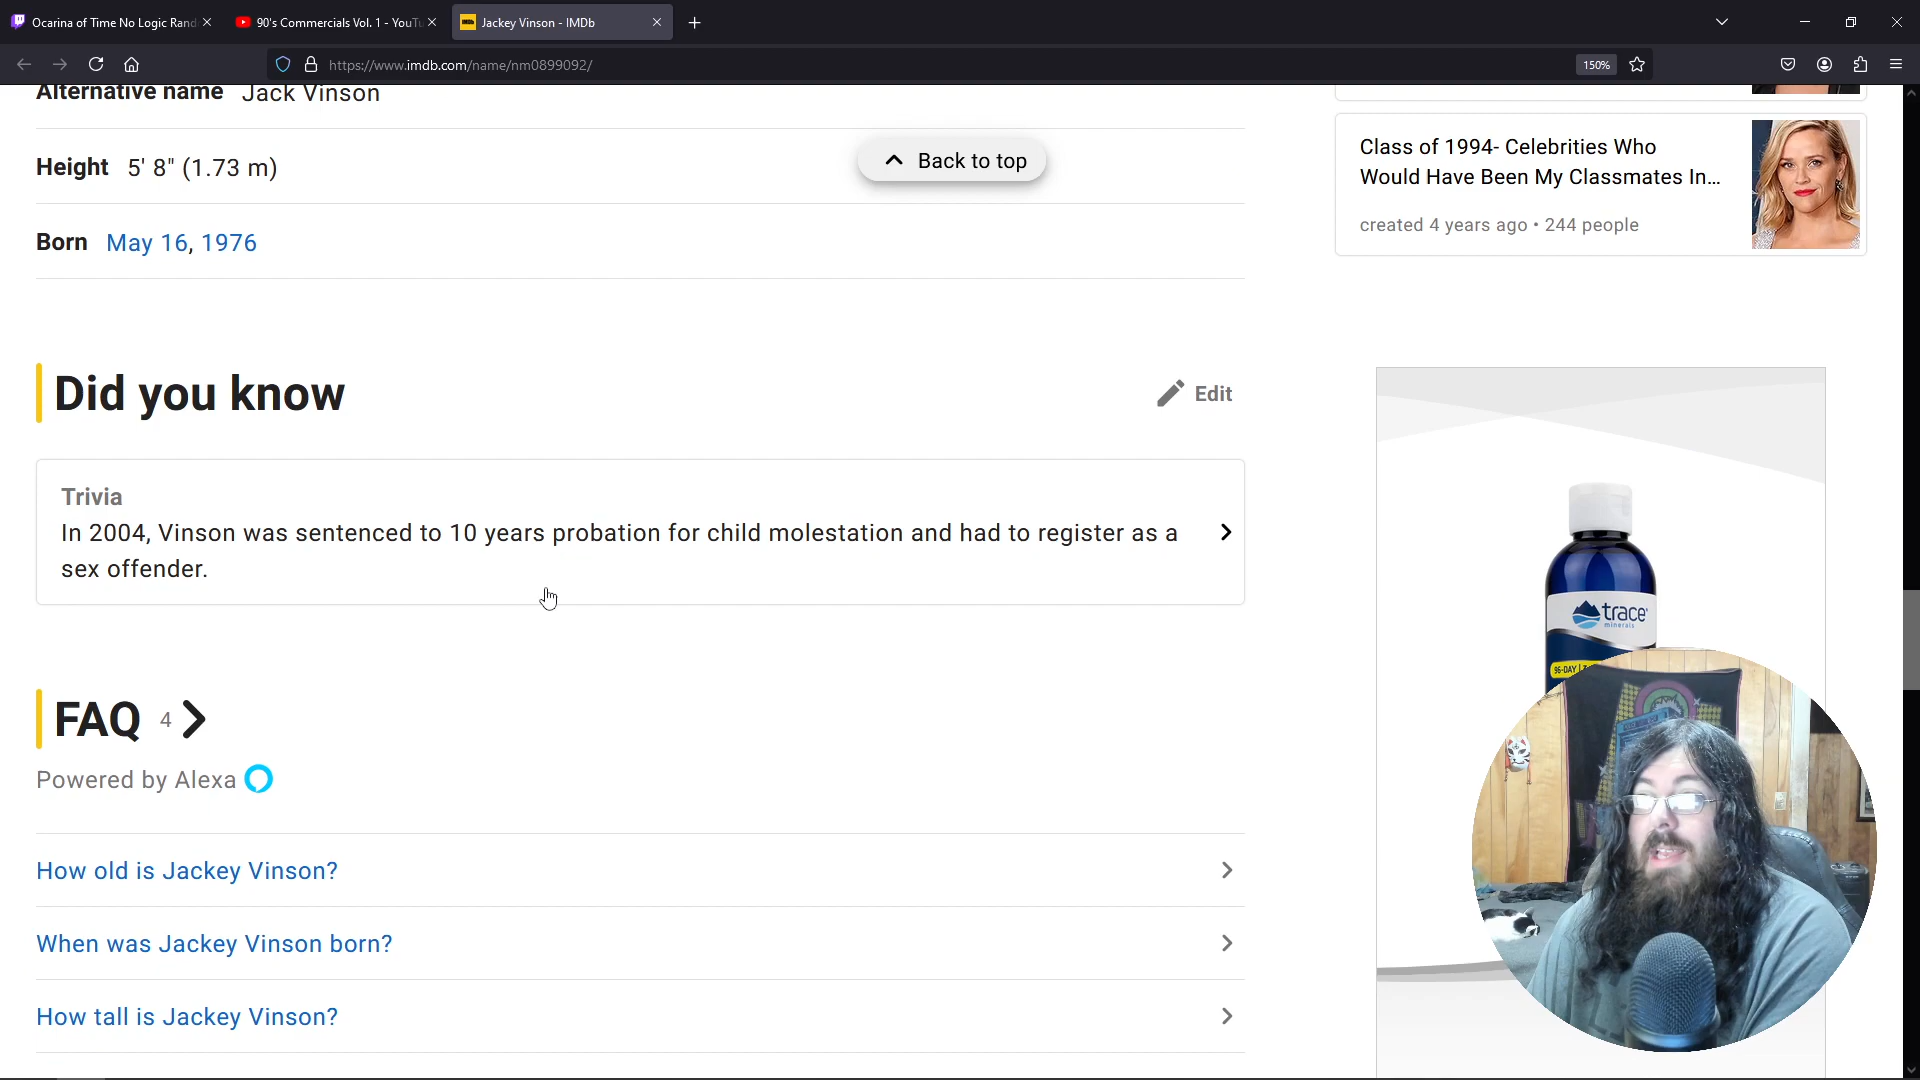 Ocarina of Time No Logic Rand
90's Commercials Vol. 1 - YouTu
Jackey Vinson - IMDb
https://www.imdb.com/name/nm0899092/
150%
Alternative name Jack Vinson
Height 5' 8" (1.73 m)
Back to top
Born May 16, 1976
Class of 1994- Celebrities Who
Would Have Been My Classmates In...
created 4 years ago • 244 people
Did you know
Edit
Trivia
In 2004, Vinson was sentenced to 10 years probation for child molestation and had to register as a
sex offender.
trace
minerals
FAQ 4
Powered by Alexa
How old is Jackey Vinson?
When was Jackey Vinson born?
How tall is Jackey Vinson?